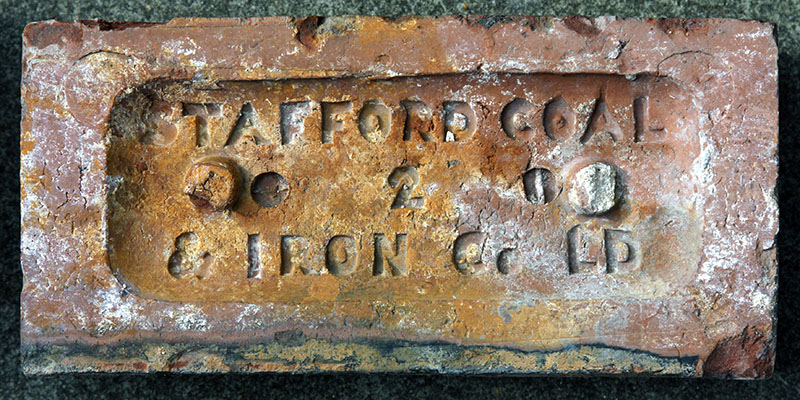 STAFFORD COAL
2
& IRON Co LD